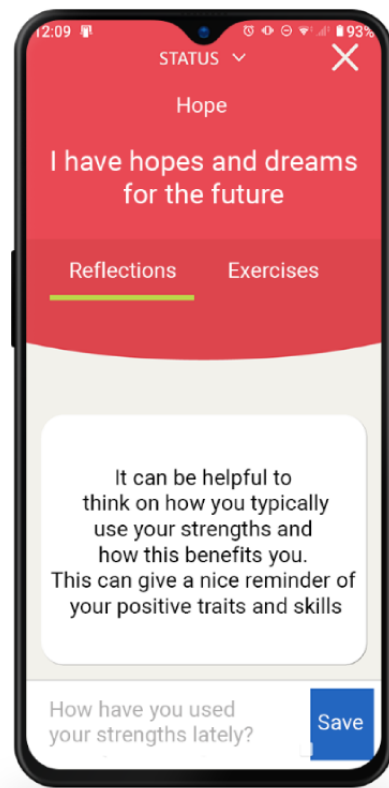 12:09 93%
STATUS
Hope
I have hopes and dreams
for the future
Reflections Exercises
It can be helpful to
think on how you typically
use your strengths and
how this benefits you.
This can give a nice reminder of
your positive traits and skills
How have you used
your strengths lately?
Save